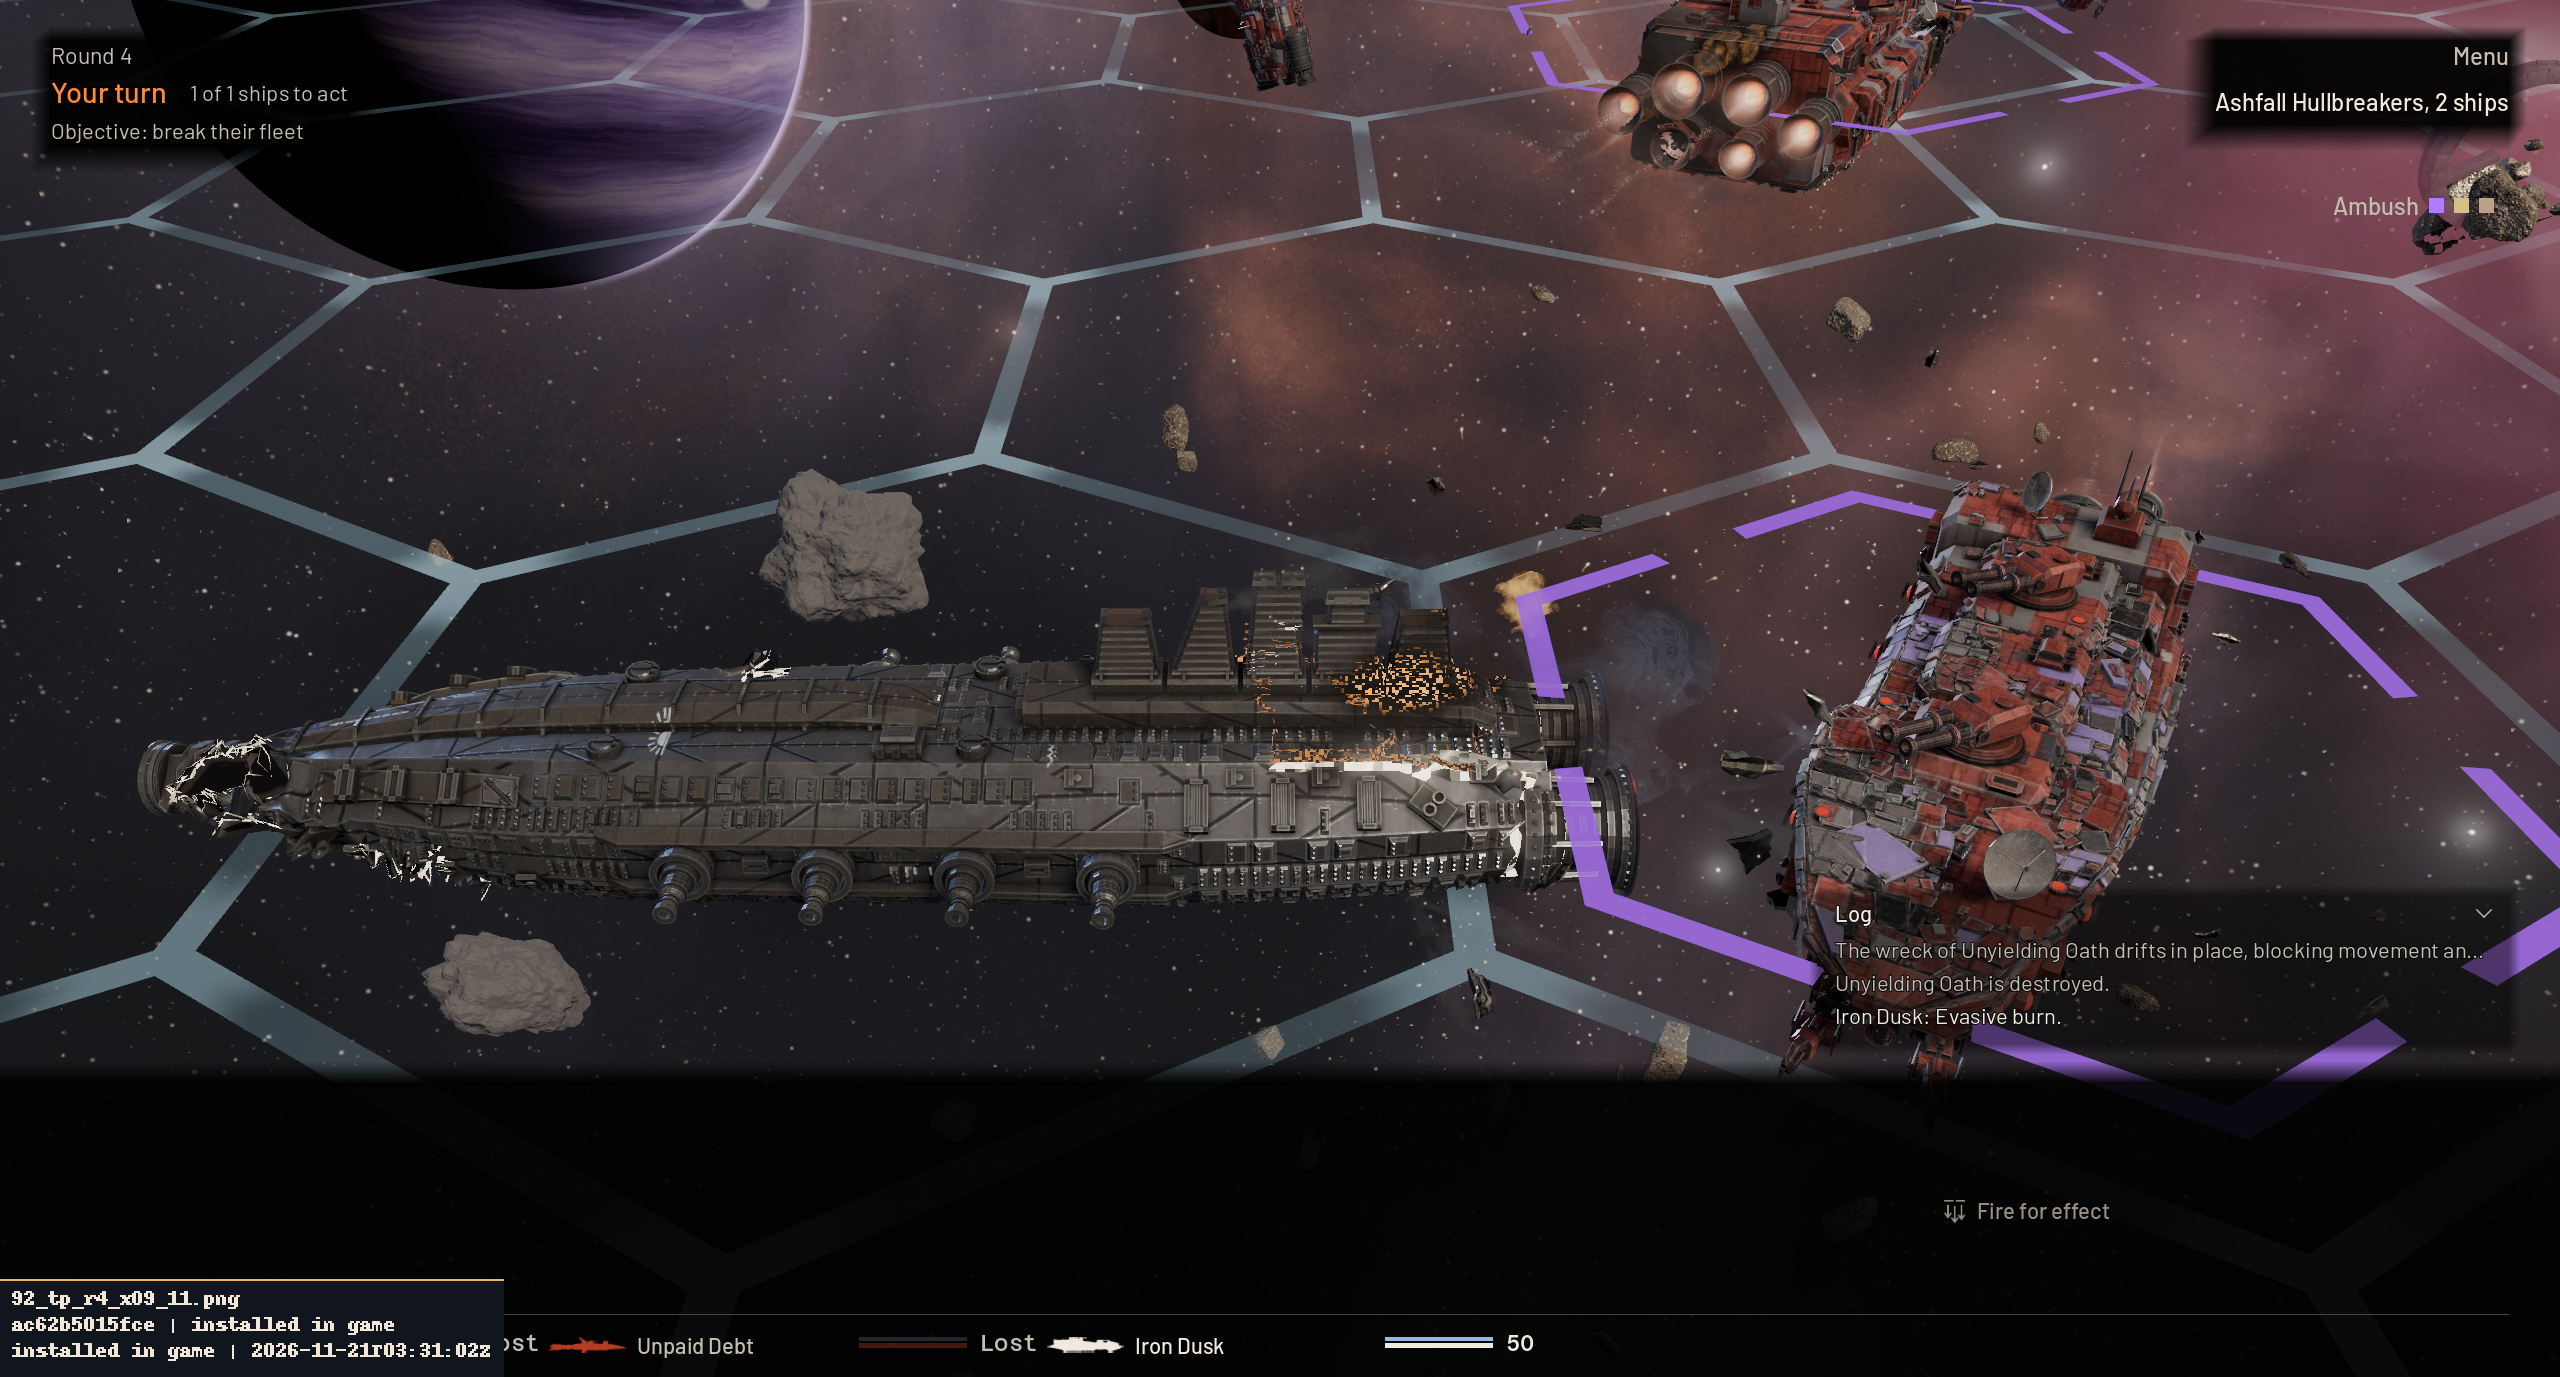 Round 4
Your turn 1 of 1 ships to act
Objective: break their fleet
Menu
Ashfall Hullbreakers, 2 ships
Ambush
Log
The wreck of Unyielding Oath drifts in place, blocking movement an...
Unyielding Oath is destroyed.
Iron Dusk: Evasive burn.
Fire for effect
92_tp_r4_x09_11.png
ac62b5015fce | installed in game
installed in game | 2026-11-21T03:31:02Z
ost Unpaid Debt Lost Iron Dusk 50